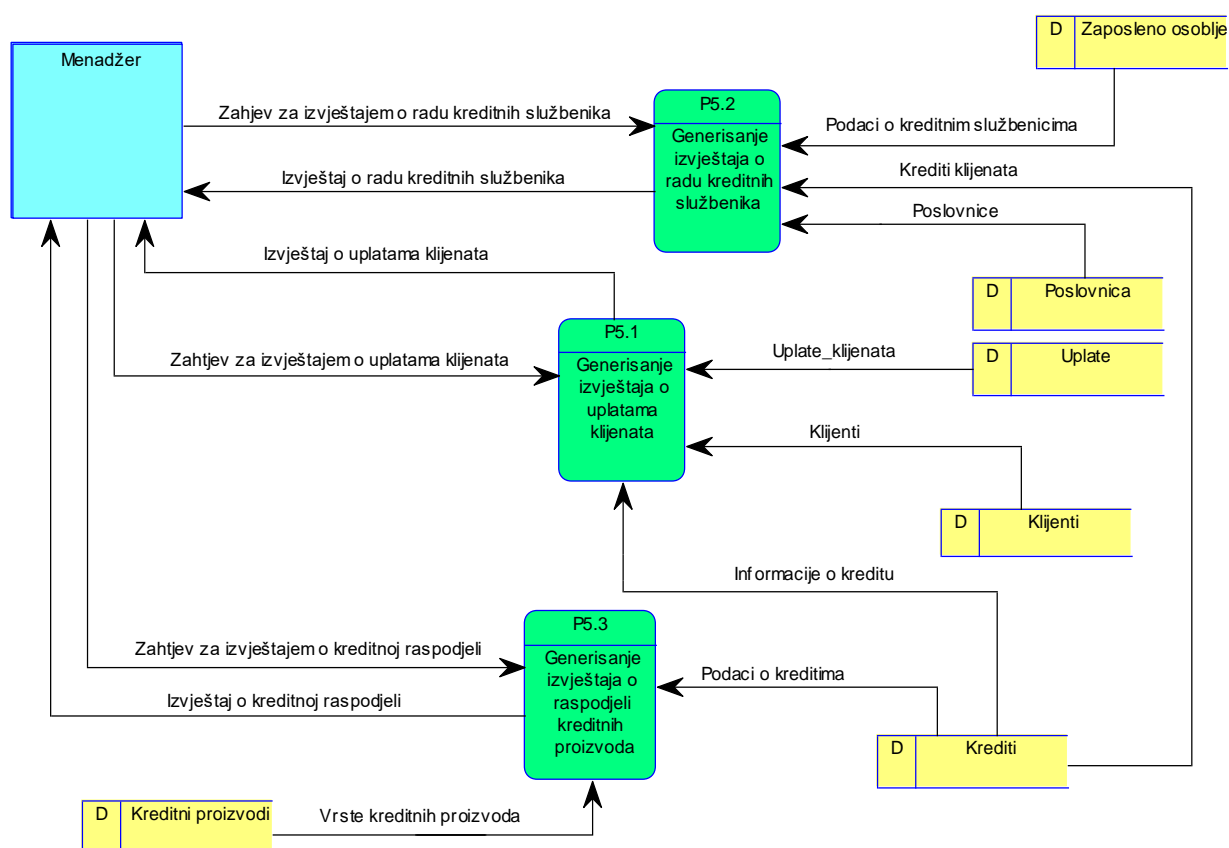 D Zaposleno osoblje
Menadžer
P5.2
Generisanje
izvještaja o
radu kreditnih
službenika
Zahjev za izvještajem o radu kreditnih službenika
Podaci o kreditnim službenicima
Izvještaj o radu kreditnih službenika
Krediti klijenata
Poslovnice
Izvještaj o uplatama klijenata
D Poslovnica
P5.1
Generisanje
izvještaja o
uplatama
klijenata
Zahtjev za izvještajem o uplatama klijenata
Uplate_klijenata
D Uplate
Klijenti
D Klijenti
Informacije o kreditu
P5.3
Generisanje
izvještaja o
raspodjeli
kreditnih
proizvoda
Zahtjev za izvještajem o kreditnoj raspodjeli
Podaci o kreditima
Izvještaj o kreditnoj raspodjeli
D Krediti
D Kreditni proizvodi
Vrste kreditnih proizvoda